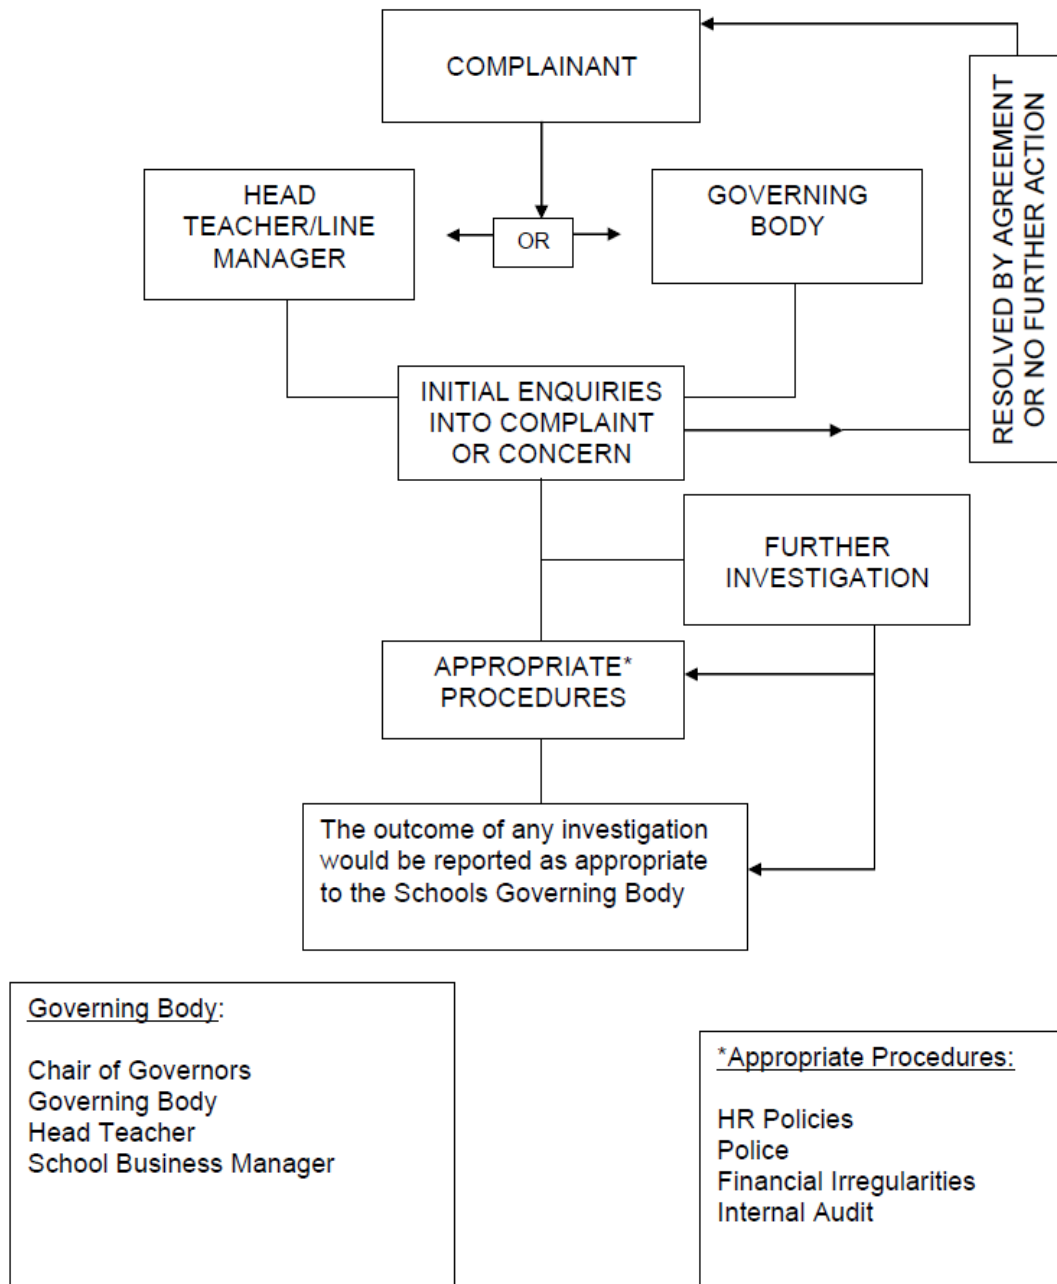 COMPLAINANT
RESOLVED BY AGREEMENT
OR NO FURTHER ACTION
HEAD
TEACHER/LINE
MANAGER
OR
GOVERNING
BODY
INITIAL ENQUIRIES
INTO COMPLAINT
OR CONCERN
FURTHER
INVESTIGATION
APPROPRIATE*
PROCEDURES
The outcome of any investigation
would be reported as appropriate
to the Schools Governing Body
Governing Body:
Chair of Governors
Governing Body
Head Teacher
School Business Manager
*Appropriate Procedures:
HR Policies
Police
Financial Irregularities
Internal Audit